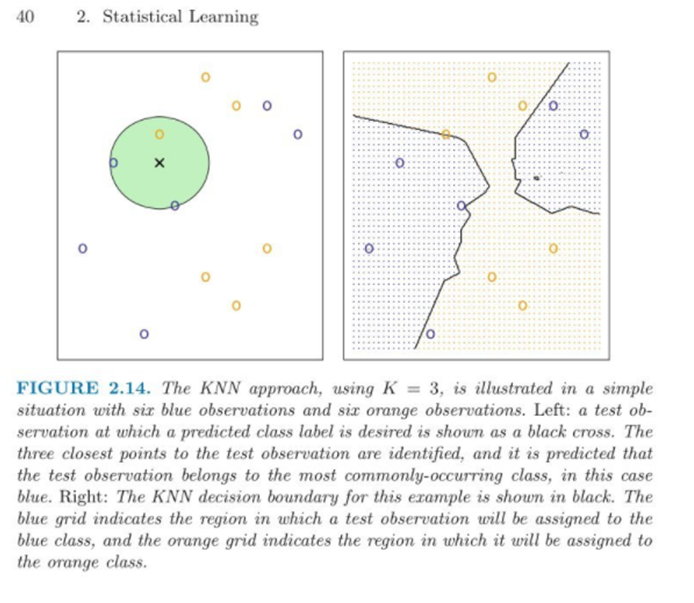 40 2. Statistical Learning
FIGURE 2.14. The KNN approach, using K = 3, is illustrated in a simple
situation with six blue observations and six orange observations. Left: a test ob-
servation at which a predicted class label is desired is shown as a black cross. The
three closest points to the test observation are identified, and it is predicted that
the test observation belongs to the most commonly-occurring class, in this case
blue. Right: The KNN decision boundary for this example is shown in black. The
blue grid indicates the region in which a test observation will be assigned to the
blue class, and the orange grid indicates the region in which it will be assigned to
the orange class.